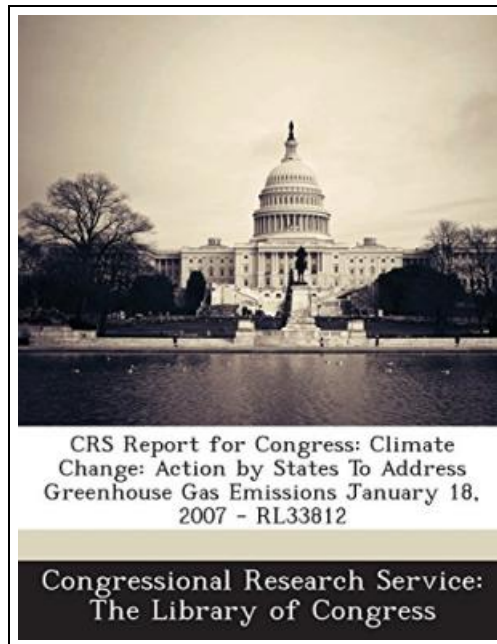 CRS Report for Congress: Climate
Change: Action by States To Address
Greenhouse Gas Emissions January 18,
2007 - RL33812
Congressional Research Service:
The Library of Congress